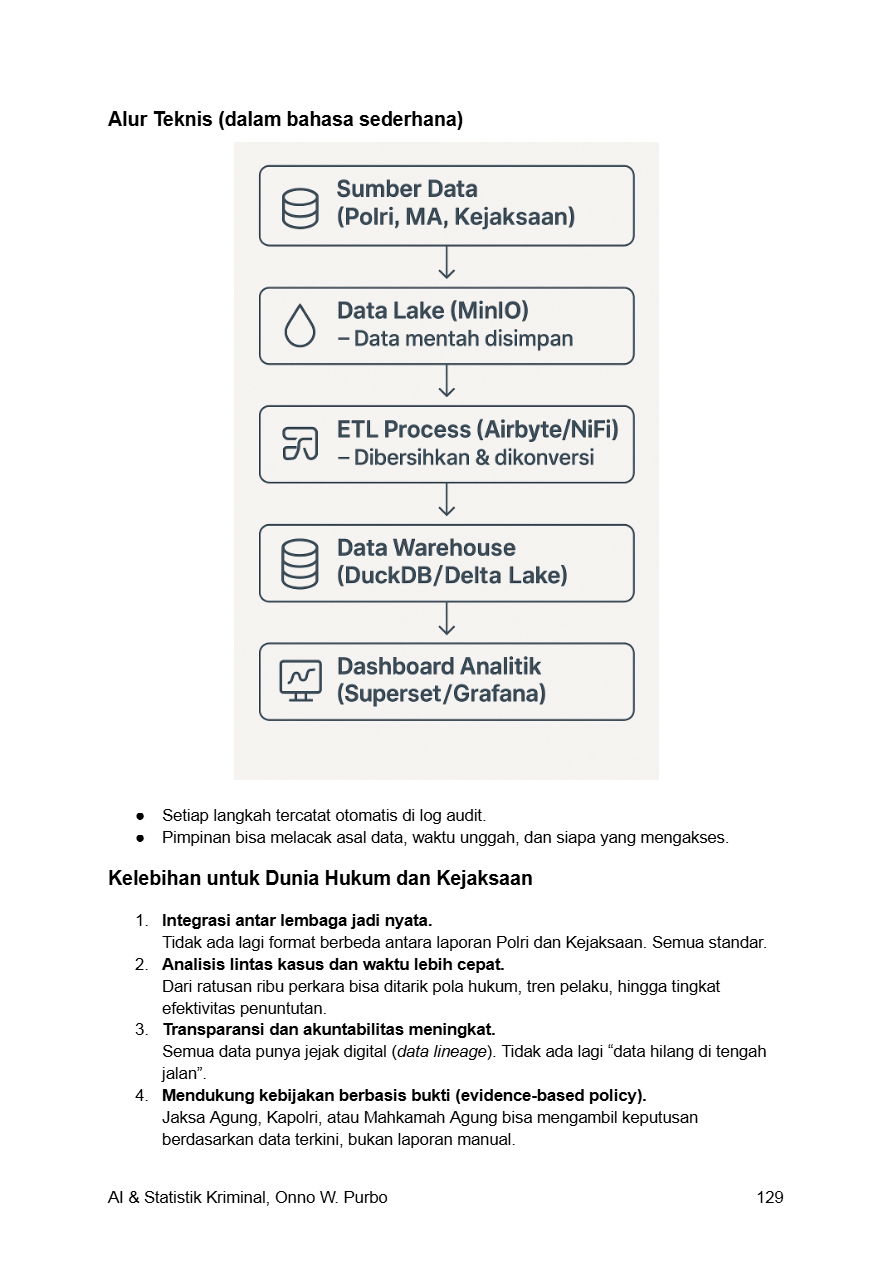 Alur Teknis (dalam bahasa sederhana)
Sumber Data
(Polri, MA, Kejaksaan)
Data Lake (MinIO)
– Data mentah disimpan
ETL Process (Airbyte/NiFi)
– Dibersihkan & dikonversi
Data Warehouse
(DuckDB/Delta Lake)
Dashboard Analitik
(Superset/Grafana)
● Setiap langkah tercatat otomatis di log audit.
● Pimpinan bisa melacak asal data, waktu unggah, dan siapa yang mengakses.
Kelebihan untuk Dunia Hukum dan Kejaksaan
1. Integrasi antar lembaga jadi nyata.
Tidak ada lagi format berbeda antara laporan Polri dan Kejaksaan. Semua standar.
2. Analisis lintas kasus dan waktu lebih cepat.
Dari ratusan ribu perkara bisa ditarik pola hukum, tren pelaku, hingga tingkat
efektivitas penuntutan.
3. Transparansi dan akuntabilitas meningkat.
Semua data punya jejak digital (data lineage). Tidak ada lagi “data hilang di tengah
jalan”.
4. Mendukung kebijakan berbasis bukti (evidence-based policy).
Jaksa Agung, Kapolri, atau Mahkamah Agung bisa mengambil keputusan
berdasarkan data terkini, bukan laporan manual.
AI & Statistik Kriminal, Onno W. Purbo 129